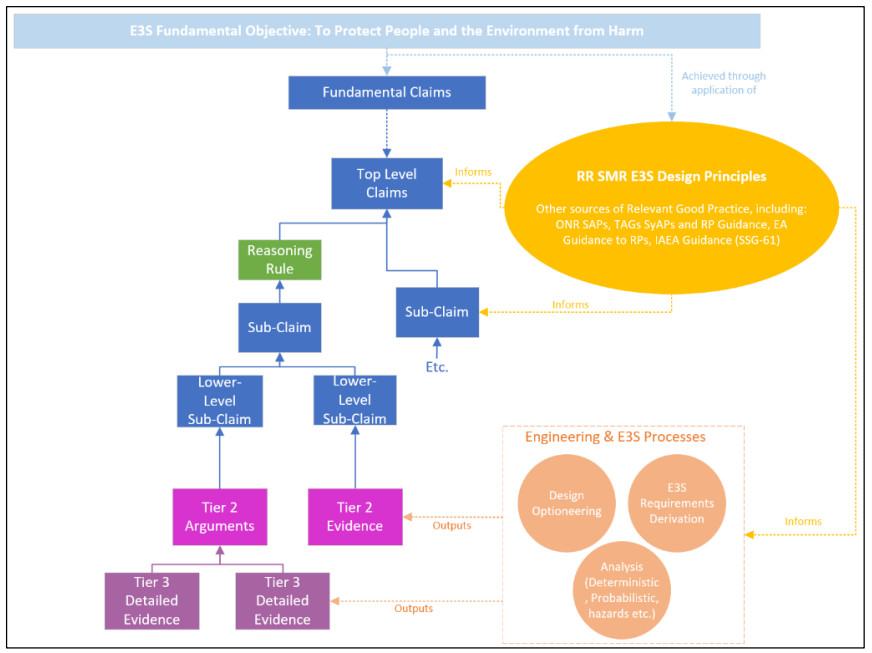 E3S Fundamental Objective: To Protect People and the Environment from Harm
Fundamental Claims
Achieved through
application of
Top Level
Claims
Informs
RR SMR E3S Design Principles
Other sources of Relevant Good Practice, including:
ONR SAPs, TAGs SyAPs and RP Guidance, EA
Guidance to RPs, IAEA Guidance (SSG-61)
Reasoning
Rule
Sub-Claim
Sub-Claim
Informs
Etc.
Lower-
Level
Sub-Claim
Lower-
Level
Sub-Claim
Engineering & E3S Processes
Design
Optioneering
E3S
Requirements
Derivation
Analysis
(Deterministic
, Probabilistic,
hazards etc.)
Informs
Tier 2
Arguments
Tier 2
Evidence
Outputs
Tier 3
Detailed
Evidence
Tier 3
Detailed
Evidence
Outputs